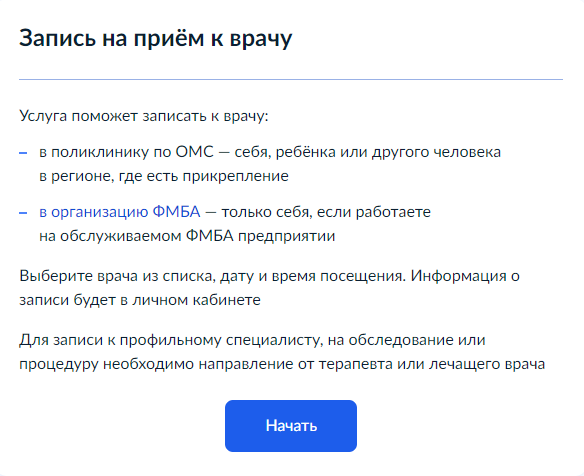 Запись на приём к врачу
Услуга поможет записать к врачу:
– в поликлинику по ОМС — себя, ребёнка или другого человека
в регионе, где есть прикрепление
– в организацию ФМБА — только себя, если работаете
на обслуживаемом ФМБА предприятии
Выберите врача из списка, дату и время посещения. Информация о
записи будет в личном кабинете
Для записи к профильному специалисту, на обследование или
процедуру необходимо направление от терапевта или лечащего врача
Начать